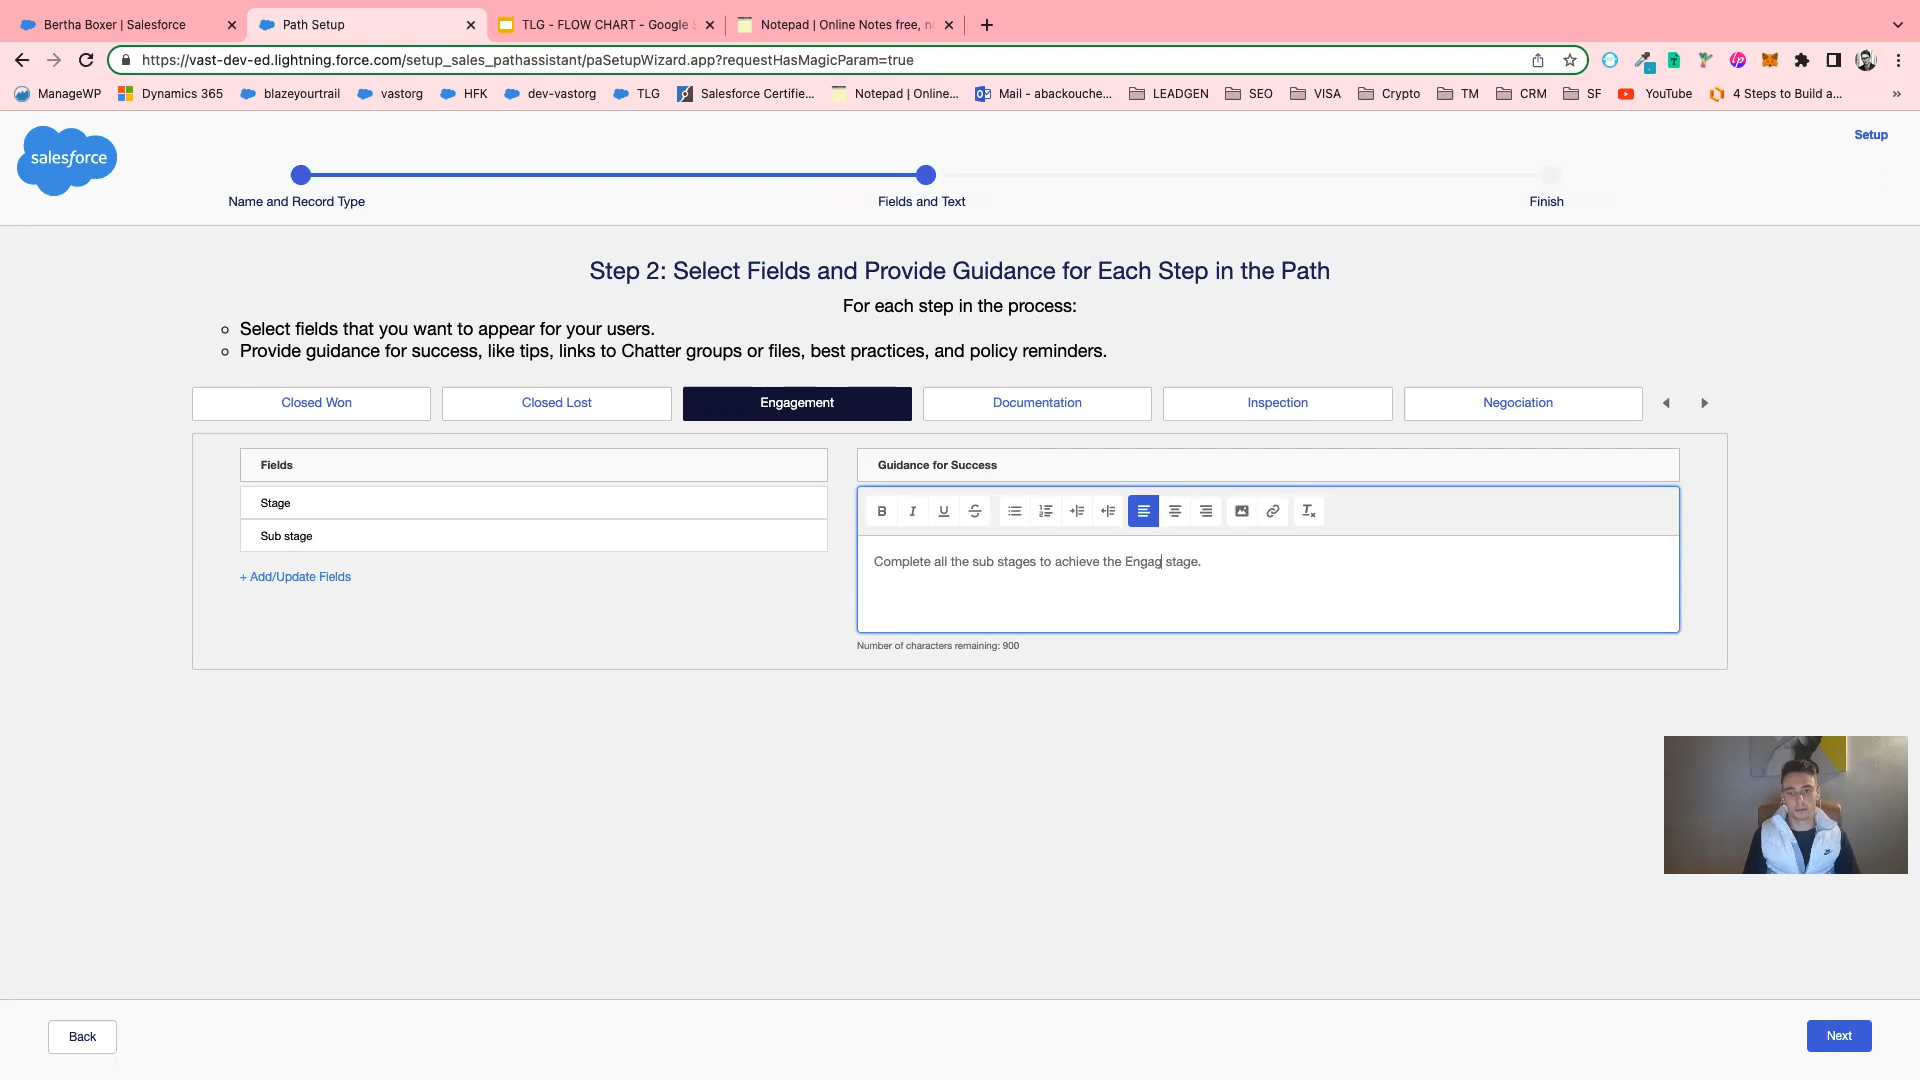 Bertha Boxer | Salesforce
Path Setup
TLG - FLOW CHART - Google
Notepad | Online Notes free, n
https://vast-dev-ed.lightning.force.com/setup_sales_pathassistant/paSetupWizard.app?requestHasMagicParam=true
ManageWP
Dynamics 365
blazeyourtrail
vastorg
HFK
dev-vastorg
TLG
Salesforce Certifie...
Notepad | Online...
Mail - abackouche...
LEADGEN
SEO
VISA
Crypto
TM
CRM
SF
YouTube
4 Steps to Build a...
salesforce
Setup
Name and Record Type
Fields and Text
Finish
Step 2: Select Fields and Provide Guidance for Each Step in the Path
For each step in the process:
Select fields that you want to appear for your users.
Provide guidance for success, like tips, links to Chatter groups or files, best practices, and policy reminders.
Closed Won
Closed Lost
Engagement
Documentation
Inspection
Negociation
Fields
Stage
Sub stage
+ Add/Update Fields
Guidance for Success
B I U S
Complete all the sub stages to achieve the Engag stage.
Number of characters remaining: 900
Back
Next